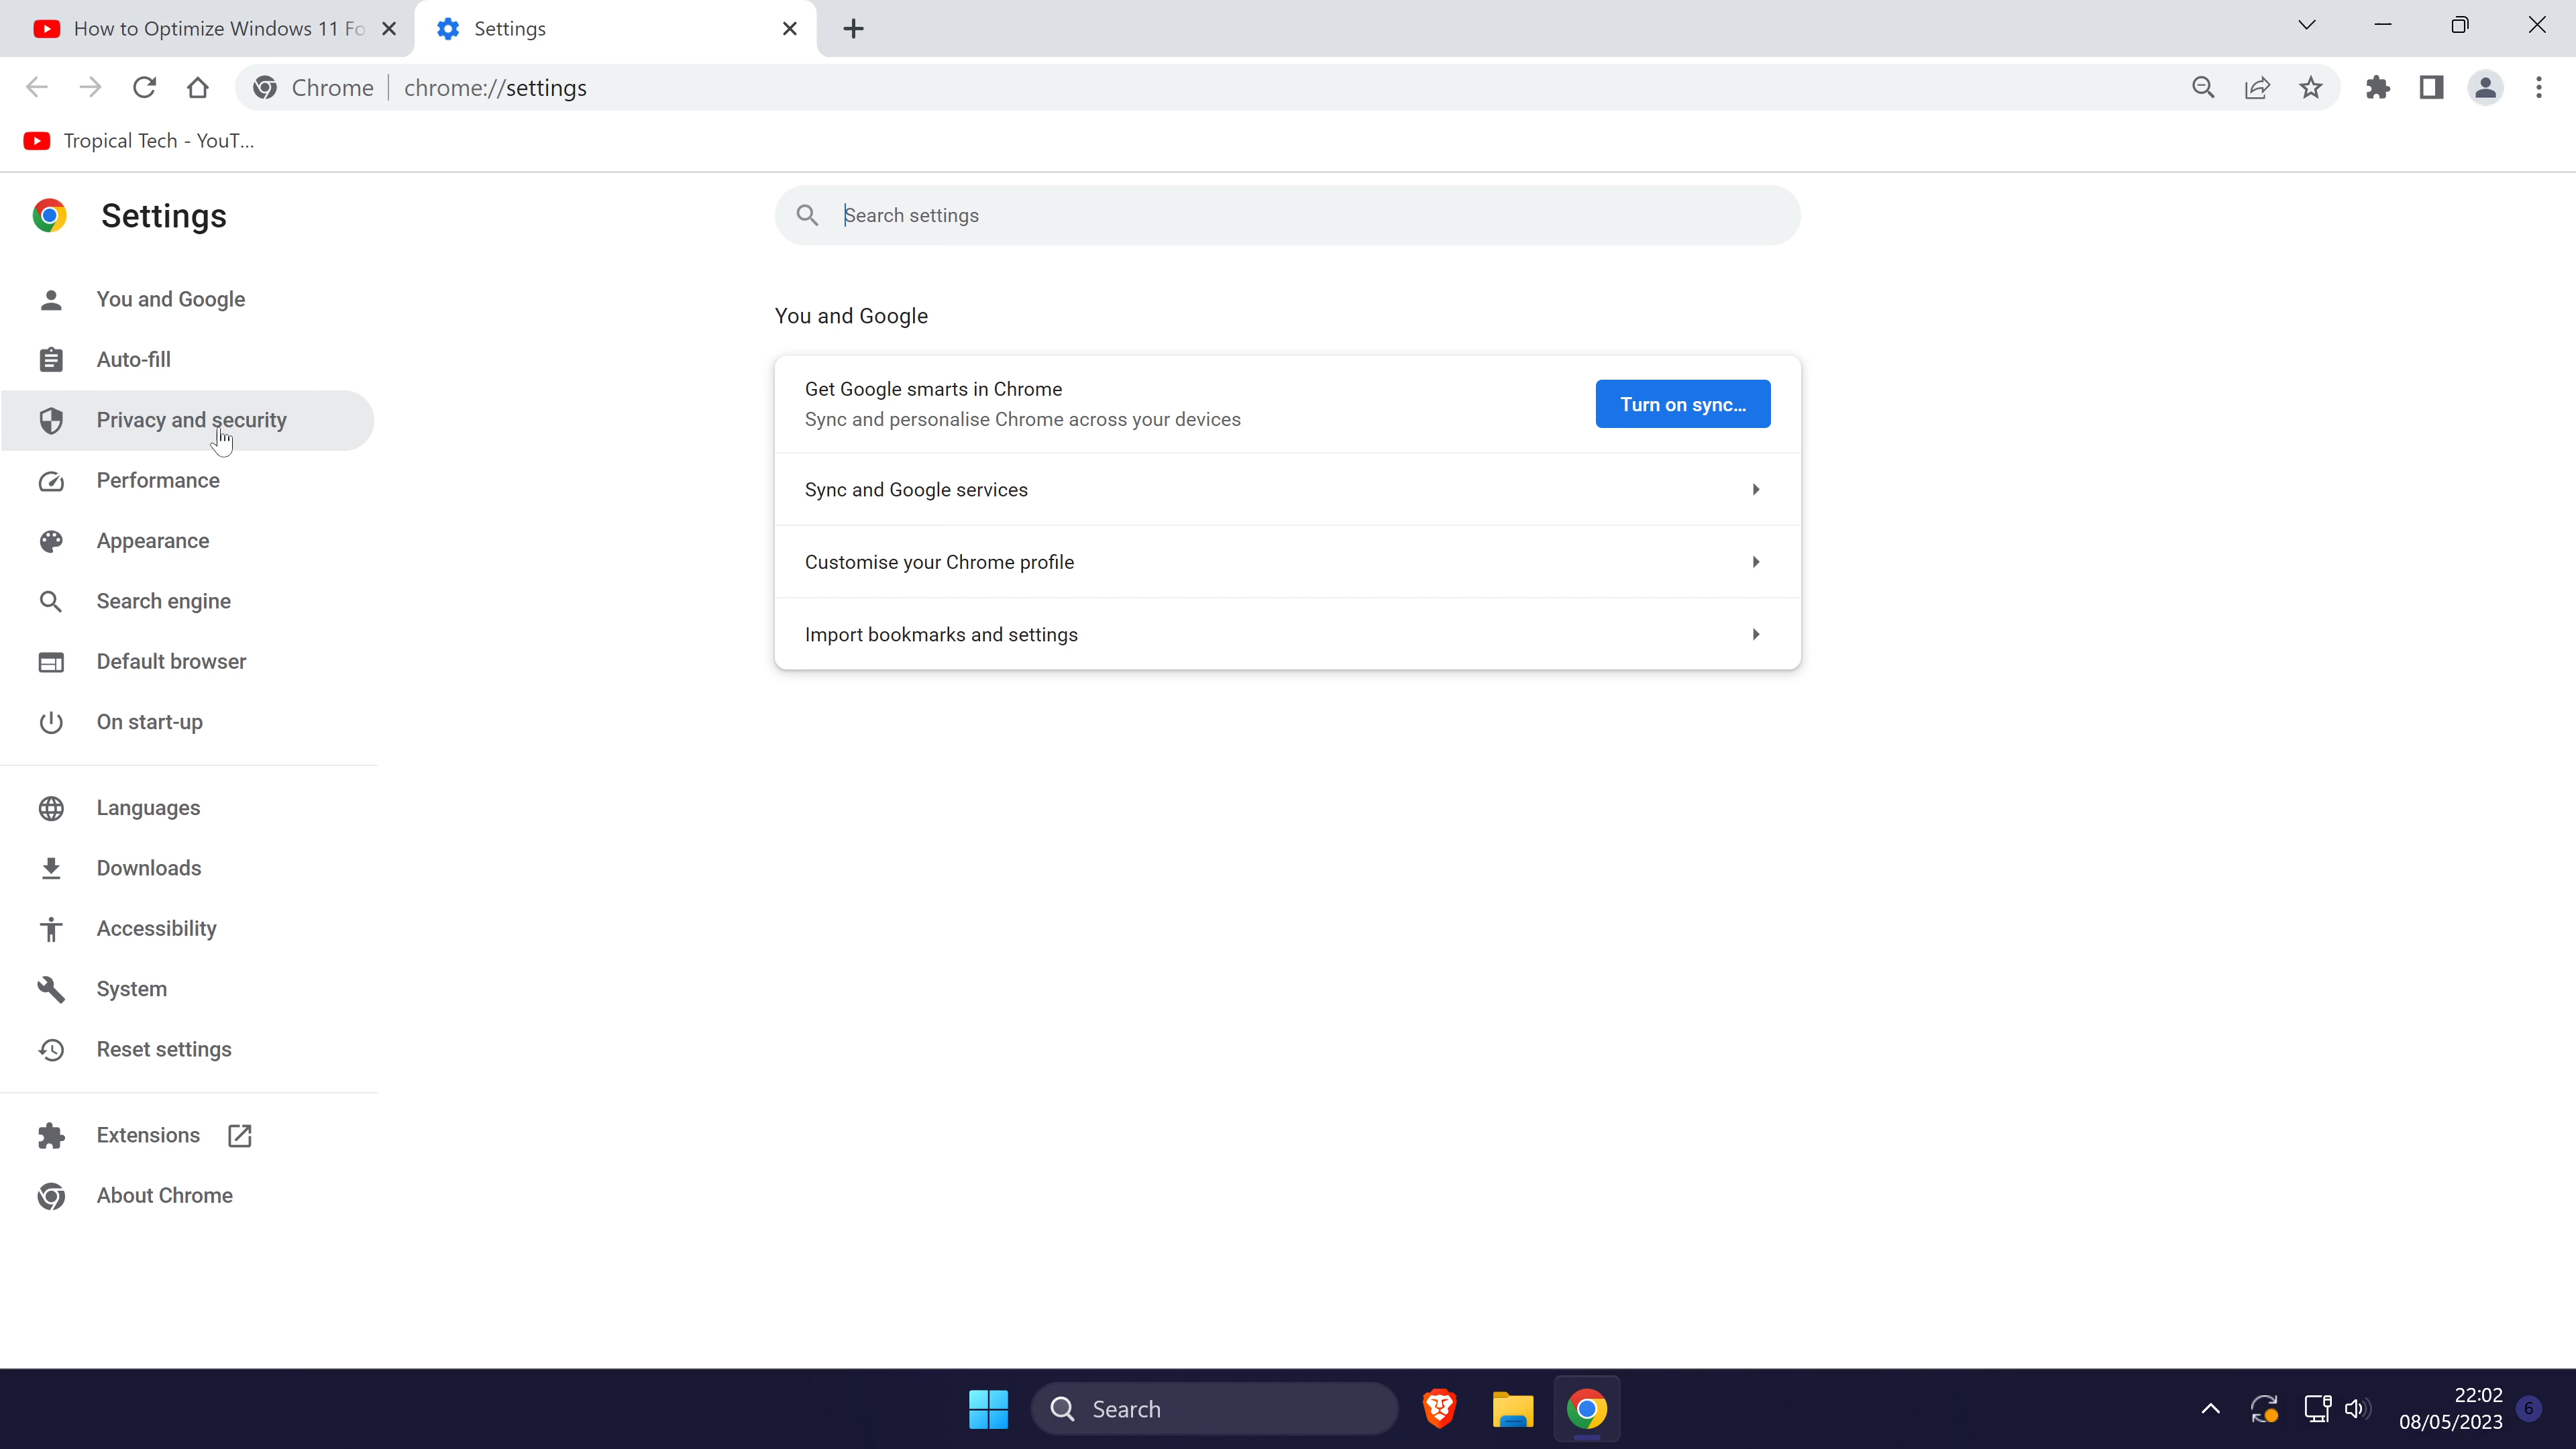 How to Optimize Windows 11 Fo
Settings
Chrome
chrome://settings
Tropical Tech - YouT...
Settings
Search settings
You and Google
Auto-fill
Privacy and security
Performance
Appearance
Search engine
Default browser
On start-up
Languages
Downloads
Accessibility
System
Reset settings
Extensions
About Chrome
You and Google
Get Google smarts in Chrome
Sync and personalise Chrome across your devices
Turn on sync...
Sync and Google services
Customise your Chrome profile
Import bookmarks and settings
Search
22:02
08/05/2023
6